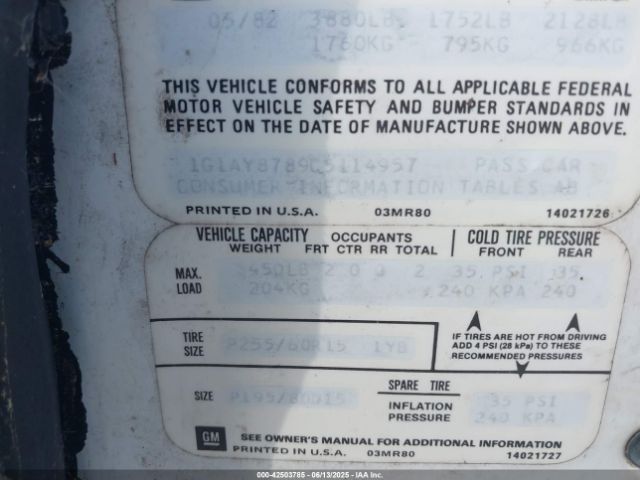 05/82 3880LB 1752LB 2128LB
1760KG 795KG 966KG
THIS VEHICLE CONFORMS TO ALL APPLICABLE FEDERAL
MOTOR VEHICLE SAFETY AND BUMPER STANDARDS IN
EFFECT ON THE DATE OF MANUFACTURE SHOWN ABOVE.
1G1AY8789C5114957 PASS CAR
CONSUMER INFORMATION TABLES AB
PRINTED IN U.S.A. 03MR80 14021726
VEHICLE CAPACITY OCCUPANTS COLD TIRE PRESSURE
WEIGHT FRT CTR RR TOTAL FRONT REAR
MAX. LOAD 450LB 2 0 0 2 35 PSI 35
204KG 240 KPA 240
TIRE SIZE P255/60R15 1YB
IF TIRES ARE HOT FROM DRIVING
ADD 4 PSI (28 kPa) TO THESE
RECOMMENDED PRESSURES
SPARE TIRE
SIZE P195/80D15 INFLATION PRESSURE 35 PSI
240 KPA
GM SEE OWNER'S MANUAL FOR ADDITIONAL INFORMATION
PRINTED IN U.S.A. 03MR80 14021727
000-42503785 - 06/13/2025 - IAAI.COM